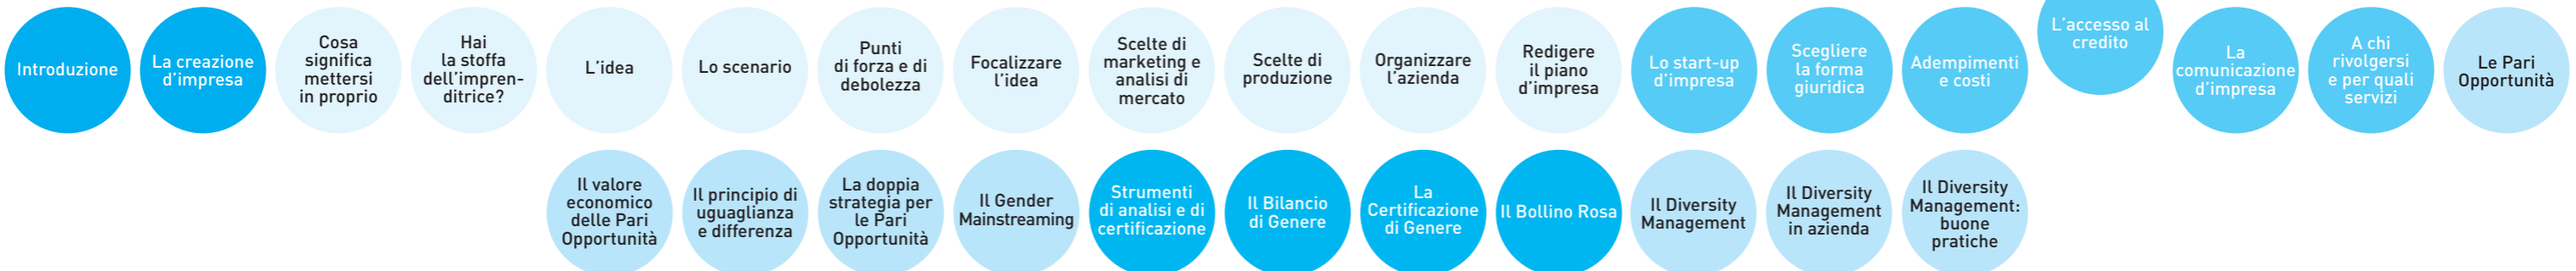 Introduzione
La creazione
d'impresa
Cosa
significa
mettersi
in proprio
Hai
la stoffa
dell'impren-
ditrice?
L'idea
Lo scenario
Punti
di forza e di
debolezza
Focalizzare
l'idea
Scelte di
marketing e
analisi di
mercato
Scelte di
produzione
Organizzare
l'azienda
Redigere
il piano
d'impresa
Lo start-up
d'impresa
Scegliere
la forma
giuridica
Adempimenti
e costi
L'accesso al
credito
La
comunicazione
d'impresa
A chi
rivolgersi
e per quali
servizi
Le Pari
Opportunità
Il valore
economico
delle Pari
Opportunità
Il principio di
uguaglianza
e differenza
La doppia
strategia per
le Pari
Opportunità
Il Gender
Mainstreaming
Strumenti
di analisi e di
certificazione
Il Bilancio
di Genere
La
Certificazione
di Genere
Il Bollino Rosa
Il Diversity
Management
Il Diversity
Management
in azienda
Il Diversity
Management:
buone
pratiche